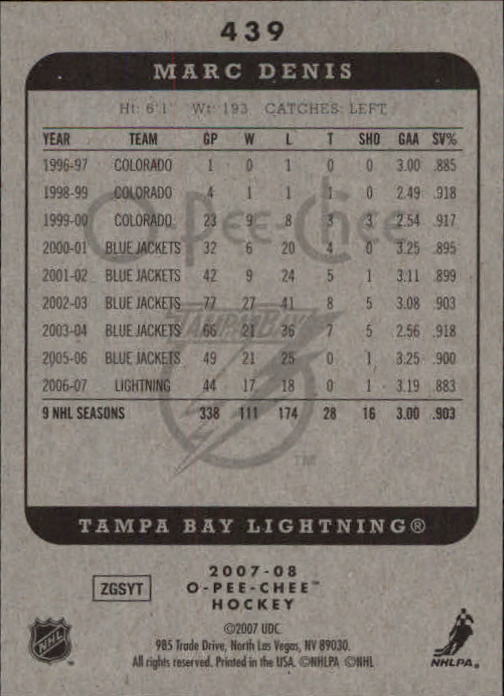 439
MARC DENIS
Ht: 6'1" Wt: 193 CATCHES: LEFT
YEAR TEAM GP W L T SHO GAA SV%
1996-97 COLORADO 1 0 1 0 0 3.00 .885
1998-99 COLORADO 4 1 1 1 0 2.49 .918
1999-00 COLORADO 23 9 8 3 3 2.54 .917
2000-01 BLUE JACKETS 32 6 20 4 0 3.25 .895
2001-02 BLUE JACKETS 42 9 24 5 1 3.11 .899
2002-03 BLUE JACKETS 77 27 41 8 5 3.08 .903
2003-04 BLUE JACKETS 66 21 36 7 5 2.56 .918
2005-06 BLUE JACKETS 49 21 25 0 1 3.25 .900
2006-07 LIGHTNING 44 17 18 0 1 3.19 .883
9 NHL SEASONS 338 111 174 28 16 3.00 .903
O-Pee-Chee
TAMPA BAY
TM
TAMPA BAY LIGHTNING®
2007-08
ZGSYT O-PEE-CHEE™
HOCKEY
©2007 UDC.
985 Trade Drive, North Las Vegas, NV 89030.
All rights reserved. Printed in the USA. ©NHLPA ©NHL
NHL
NHLPA®